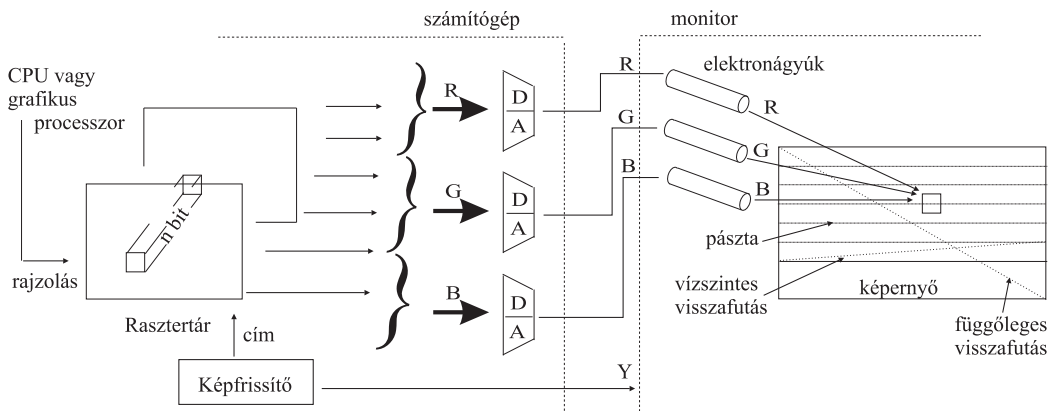 számítógép
monitor
CPU vagy
grafikus
processzor
rajzolás
n bit
Rasztertár
cím
Képfrissítő
R
G
B
D
A
D
A
D
A
R
G
B
Y
elektronágyúk
R
G
B
pászta
vízszintes
visszafutás
képernyő
függőleges
visszafutás